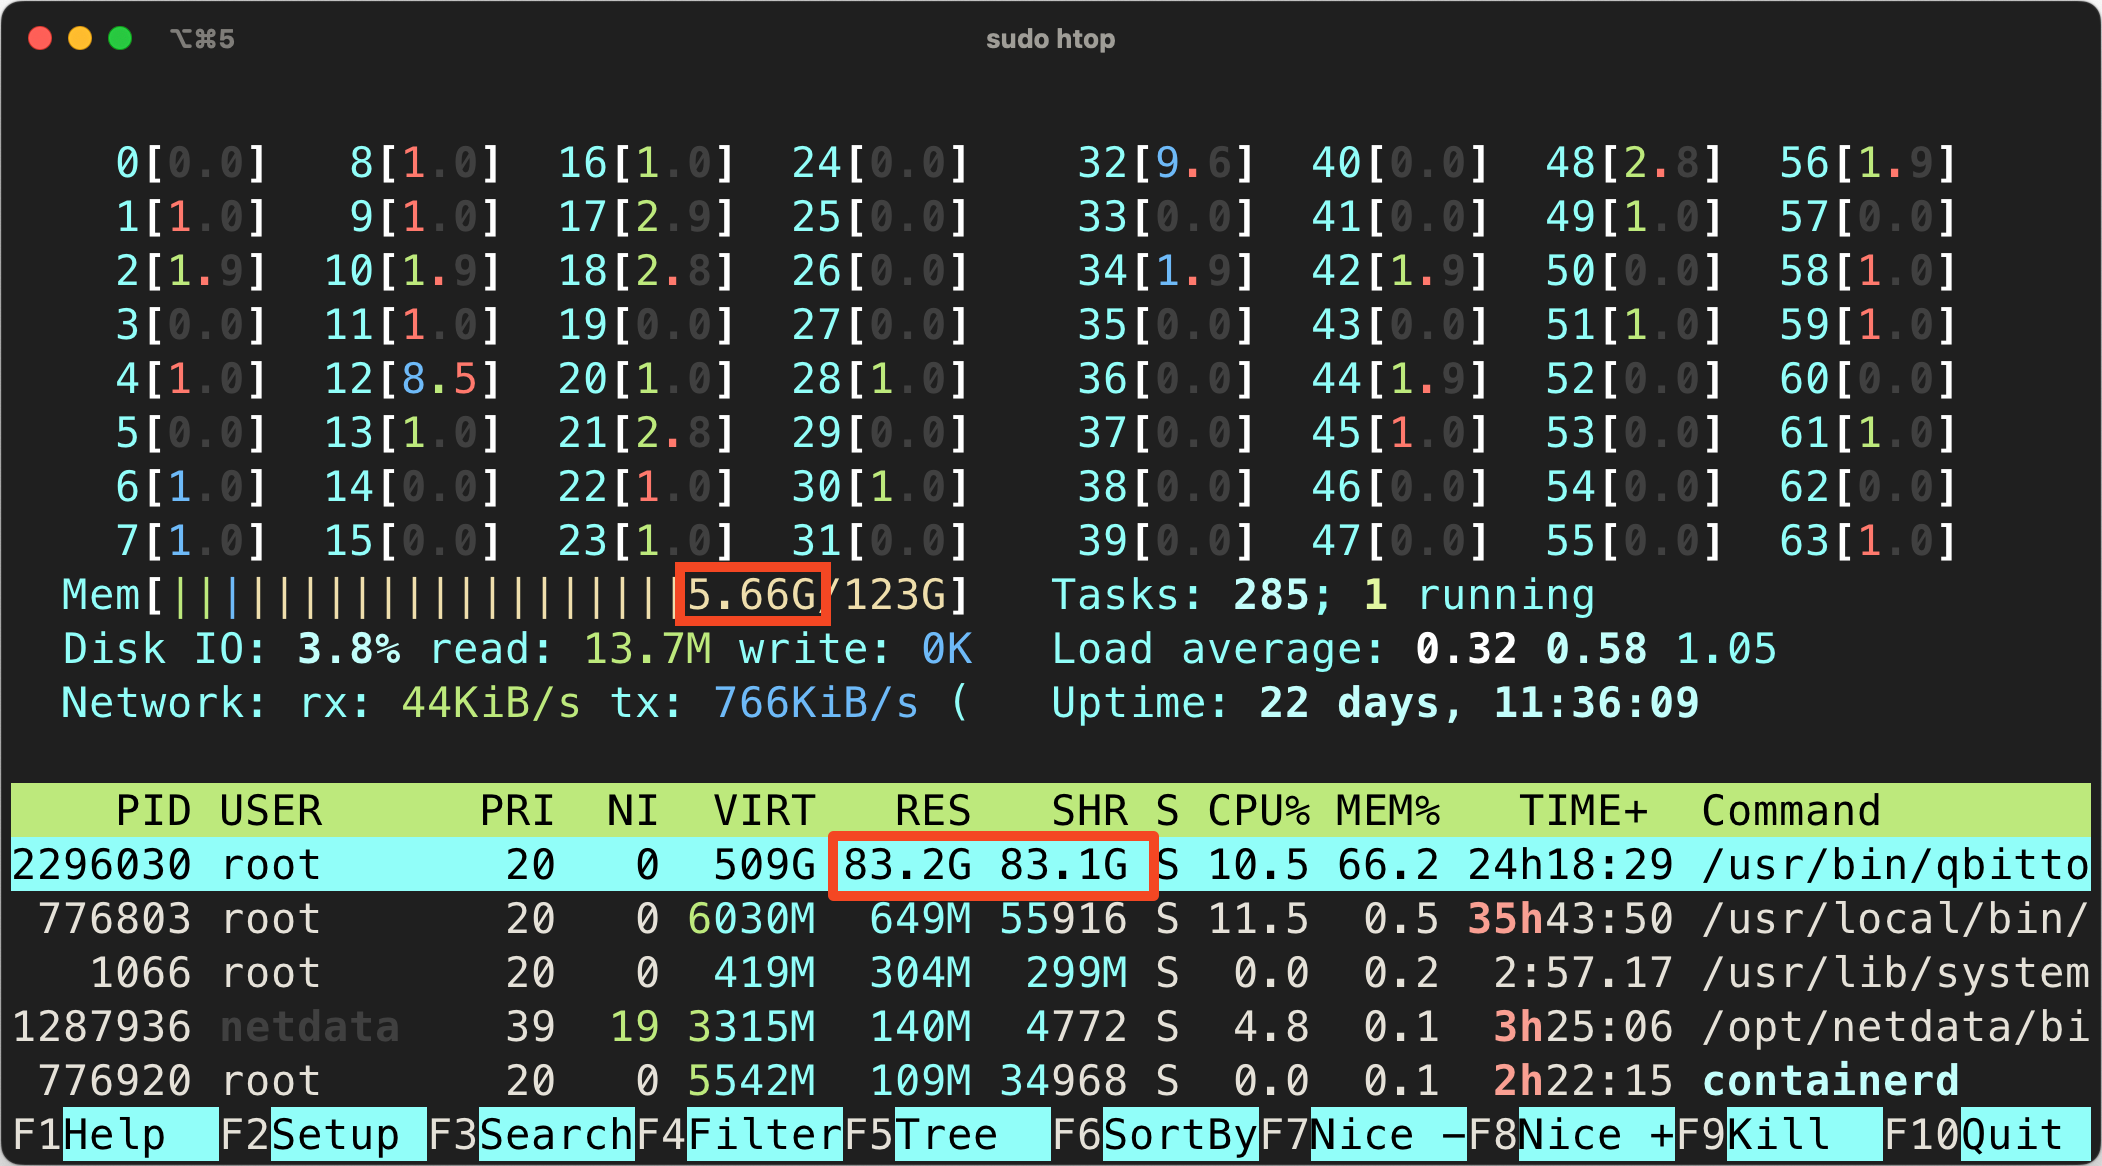 ⌥⌘5 sudo htop
0[0.0] 8[1.0] 16[1.0] 24[0.0] 32[9.6] 40[0.0] 48[2.8] 56[1.9]
1[1.0] 9[1.0] 17[2.9] 25[0.0] 33[0.0] 41[0.0] 49[1.0] 57[0.0]
2[1.9] 10[1.9] 18[2.8] 26[0.0] 34[1.9] 42[1.9] 50[0.0] 58[1.0]
3[0.0] 11[1.0] 19[0.0] 27[0.0] 35[0.0] 43[0.0] 51[1.0] 59[1.0]
4[1.0] 12[8.5] 20[1.0] 28[1.0] 36[0.0] 44[1.9] 52[0.0] 60[0.0]
5[0.0] 13[1.0] 21[2.8] 29[0.0] 37[0.0] 45[1.0] 53[0.0] 61[1.0]
6[1.0] 14[0.0] 22[1.0] 30[1.0] 38[0.0] 46[0.0] 54[0.0] 62[0.0]
7[1.0] 15[0.0] 23[1.0] 31[0.0] 39[0.0] 47[0.0] 55[0.0] 63[1.0]
Mem[||||||||||||||||||||5.66G/123G] Tasks: 285; 1 running
Disk IO: 3.8% read: 13.7M write: 0K Load average: 0.32 0.58 1.05
Network: rx: 44KiB/s tx: 766KiB/s ( Uptime: 22 days, 11:36:09
PID USER PRI NI VIRT RES SHR S CPU% MEM% TIME+ Command
2296030 root 20 0 509G 83.2G 83.1G S 10.5 66.2 24h18:29 /usr/bin/qbitto
776803 root 20 0 6030M 649M 55916 S 11.5 0.5 35h43:50 /usr/local/bin/
1066 root 20 0 419M 304M 299M S 0.0 0.2 2:57.17 /usr/lib/system
1287936 netdata 39 19 3315M 140M 4772 S 4.8 0.1 3h25:06 /opt/netdata/bi
776920 root 20 0 5542M 109M 34968 S 0.0 0.1 2h22:15 containerd
F1Help F2Setup F3SearchF4FilterF5Tree F6SortByF7Nice -F8Nice +F9Kill F10Quit